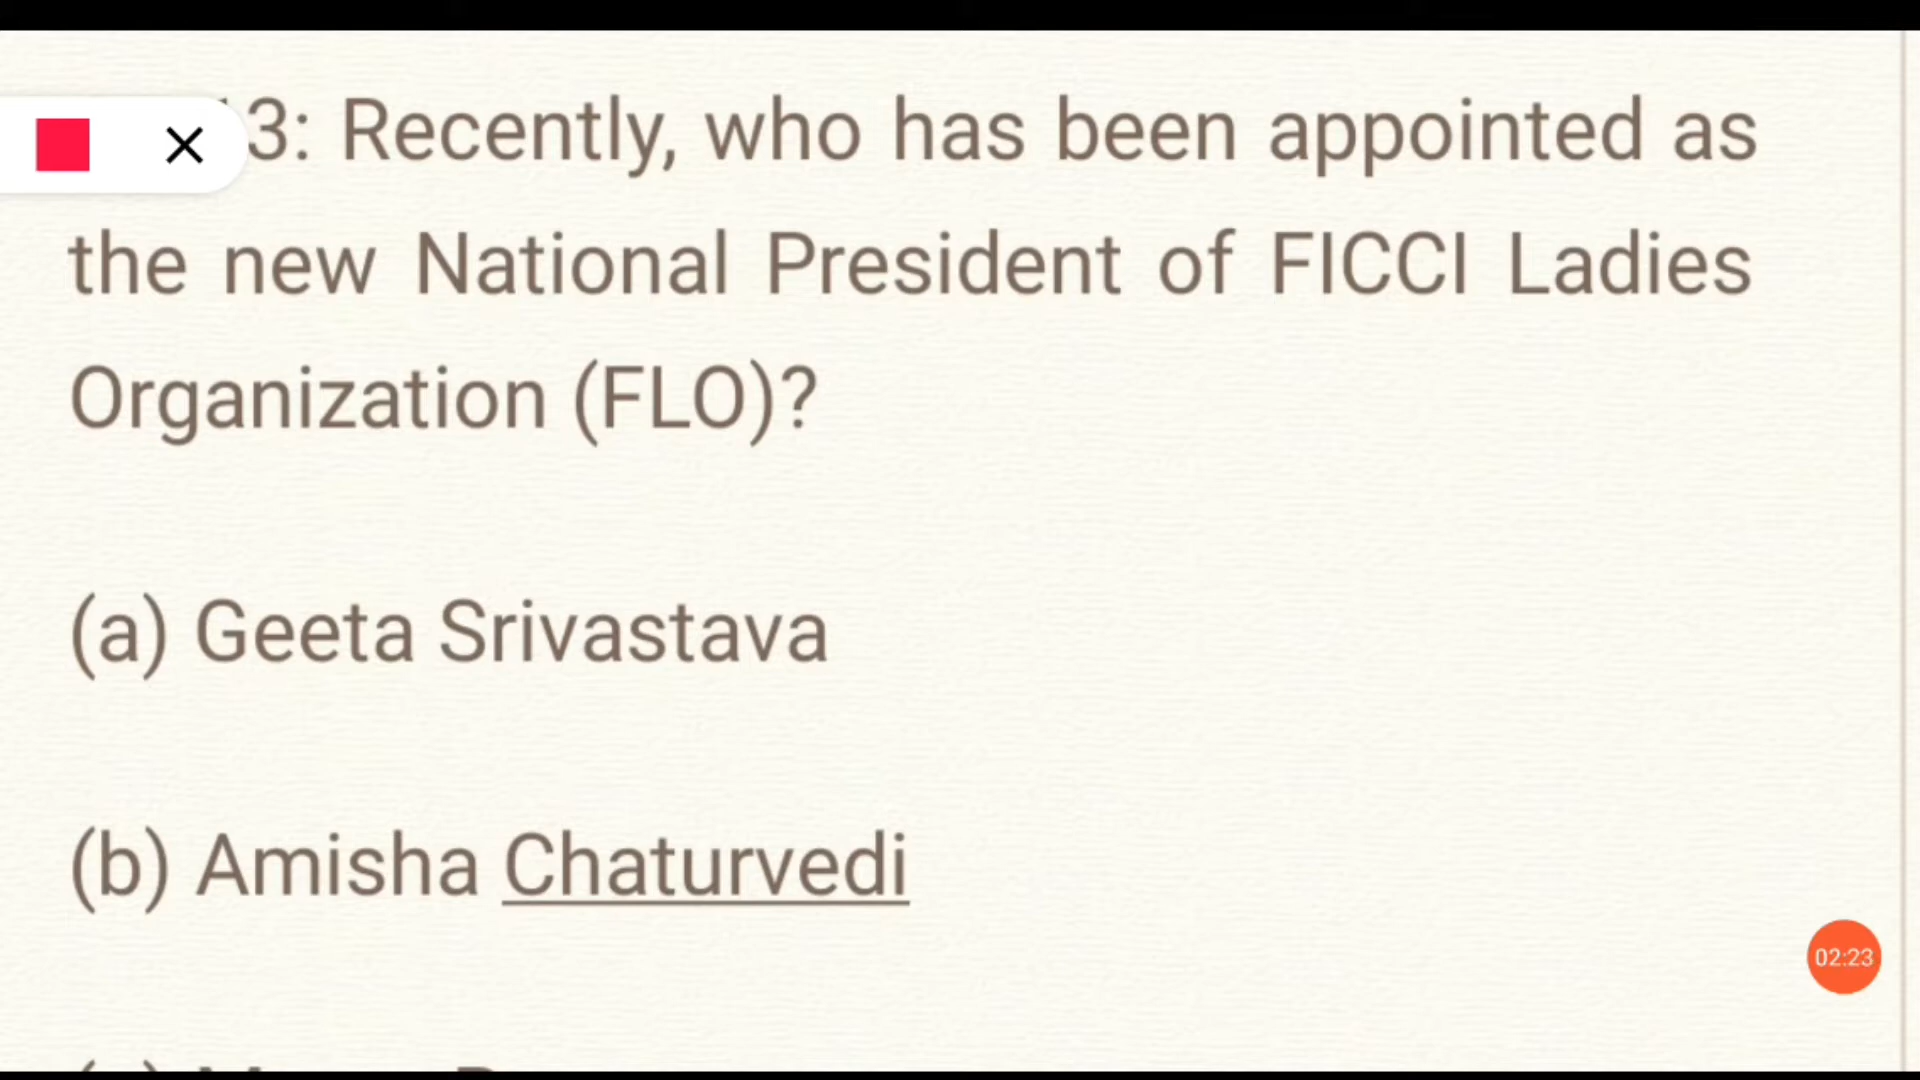 3: Recently, who has been appointed as
the new National President of FICCI Ladies
Organization (FLO)?
(a) Geeta Srivastava
(b) Amisha Chaturvedi
02:23